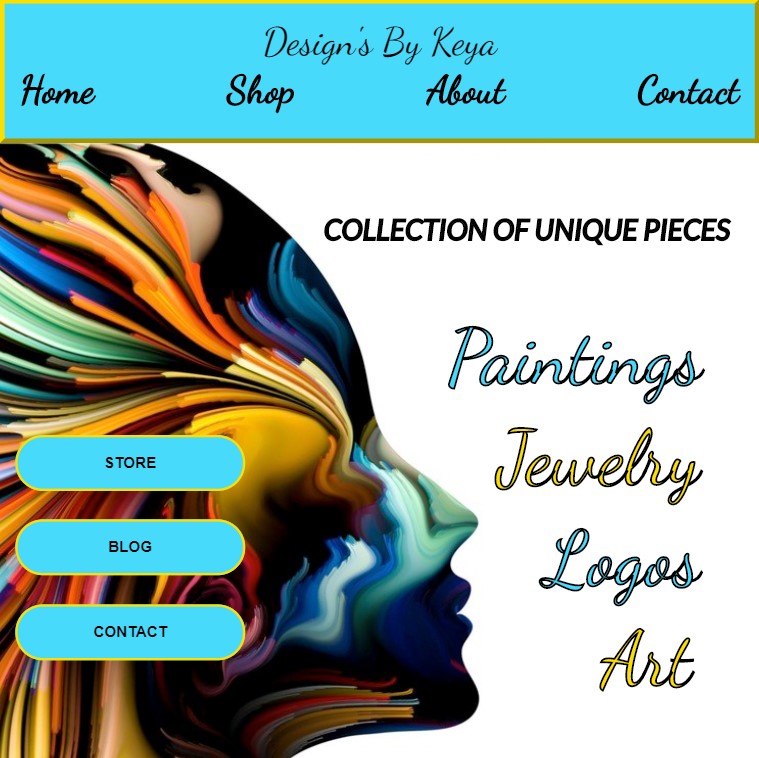 Design's By Keya
Home Shop About Contact
COLLECTION OF UNIQUE PIECES
Paintings
Jewelry
Logos
Art
STORE
BLOG
CONTACT